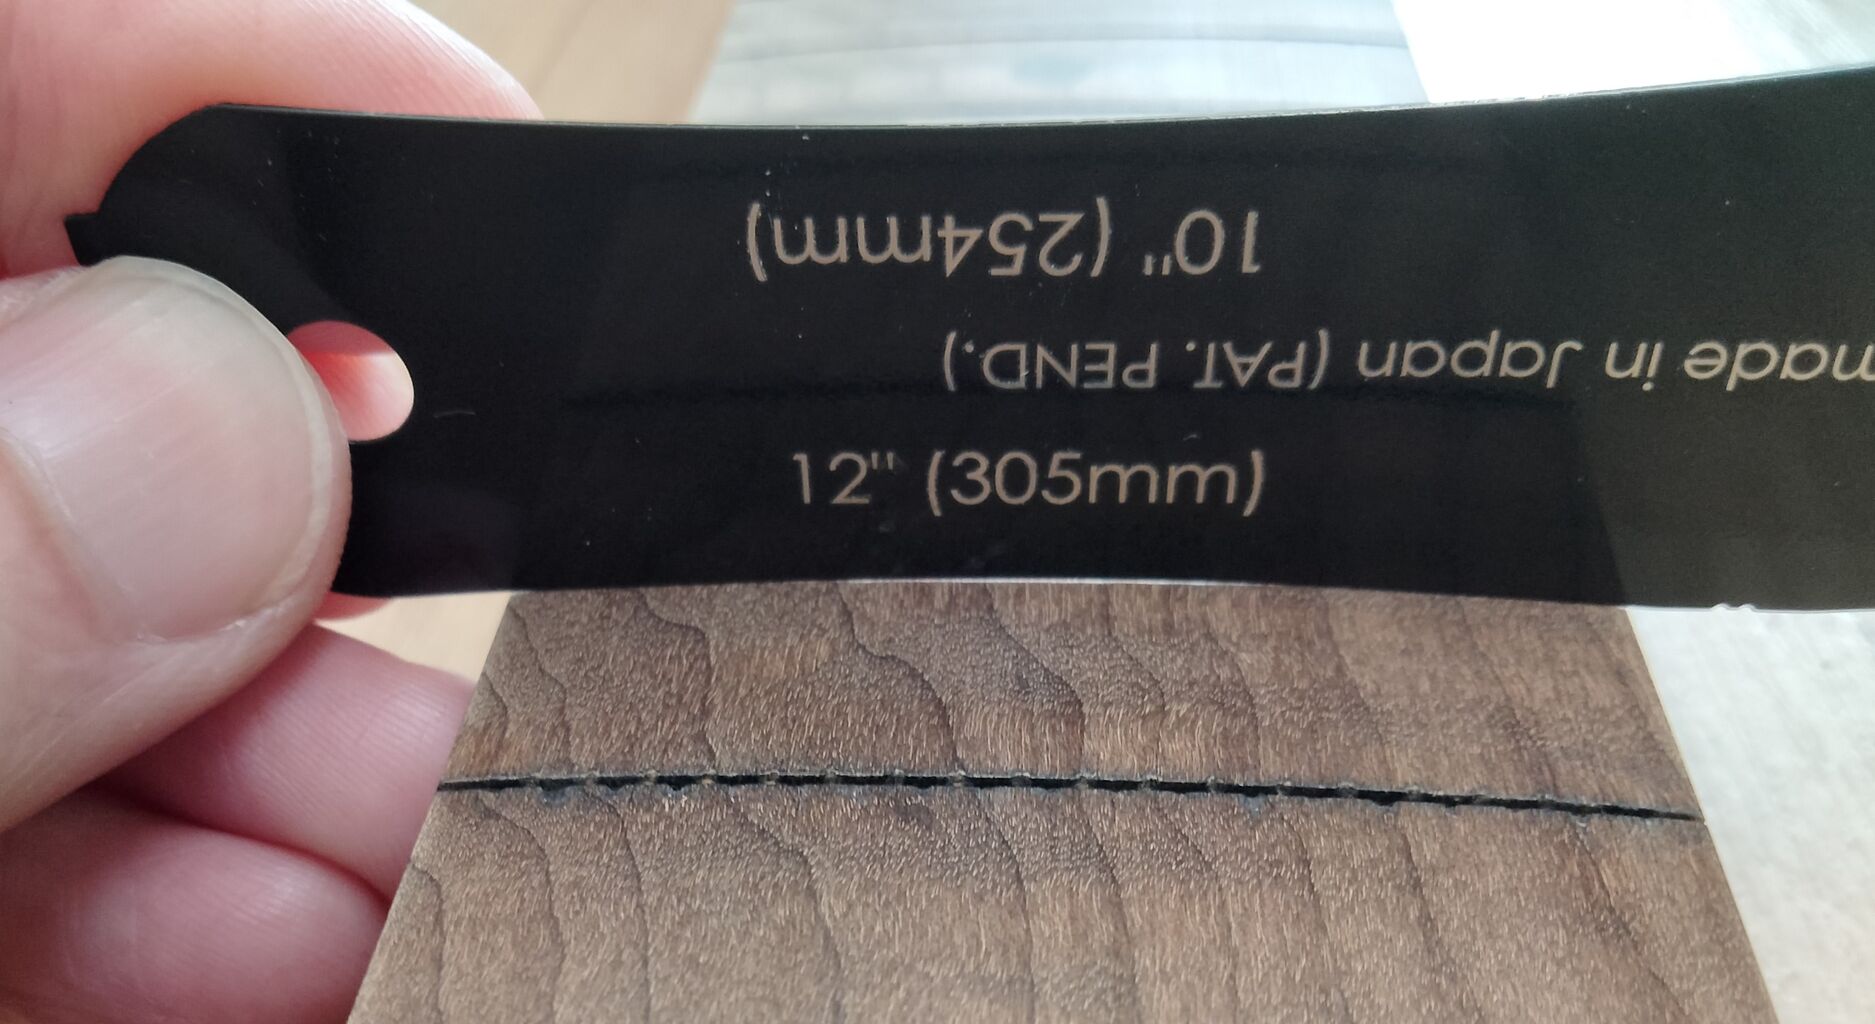 10" (254mm)
made in Japan (PAT. PEND.)
12" (305mm)